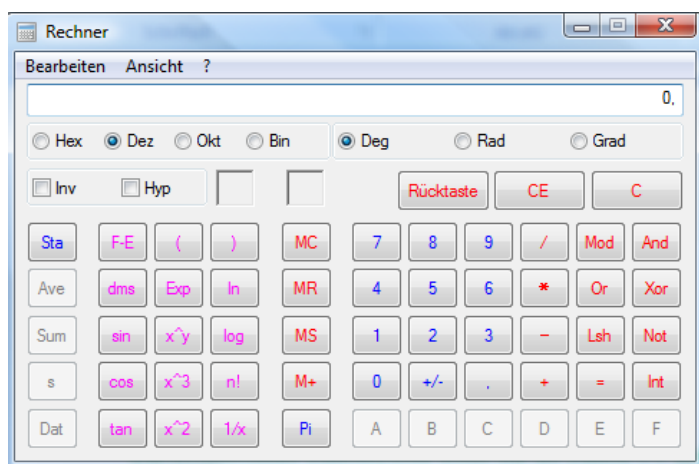 Rechner
Bearbeiten Ansicht ?
0,
Hex Dez Okt Bin Deg Rad Grad
Inv Hyp Rücktaste CE C
Sta F-E ( ) MC 7 8 9 / Mod And
Ave dms Exp ln MR 4 5 6 * Or Xor
Sum sin x^y log MS 1 2 3 - Lsh Not
s cos x^3 n! M+ 0 +/- , + = Int
Dat tan x^2 1/x Pi A B C D E F